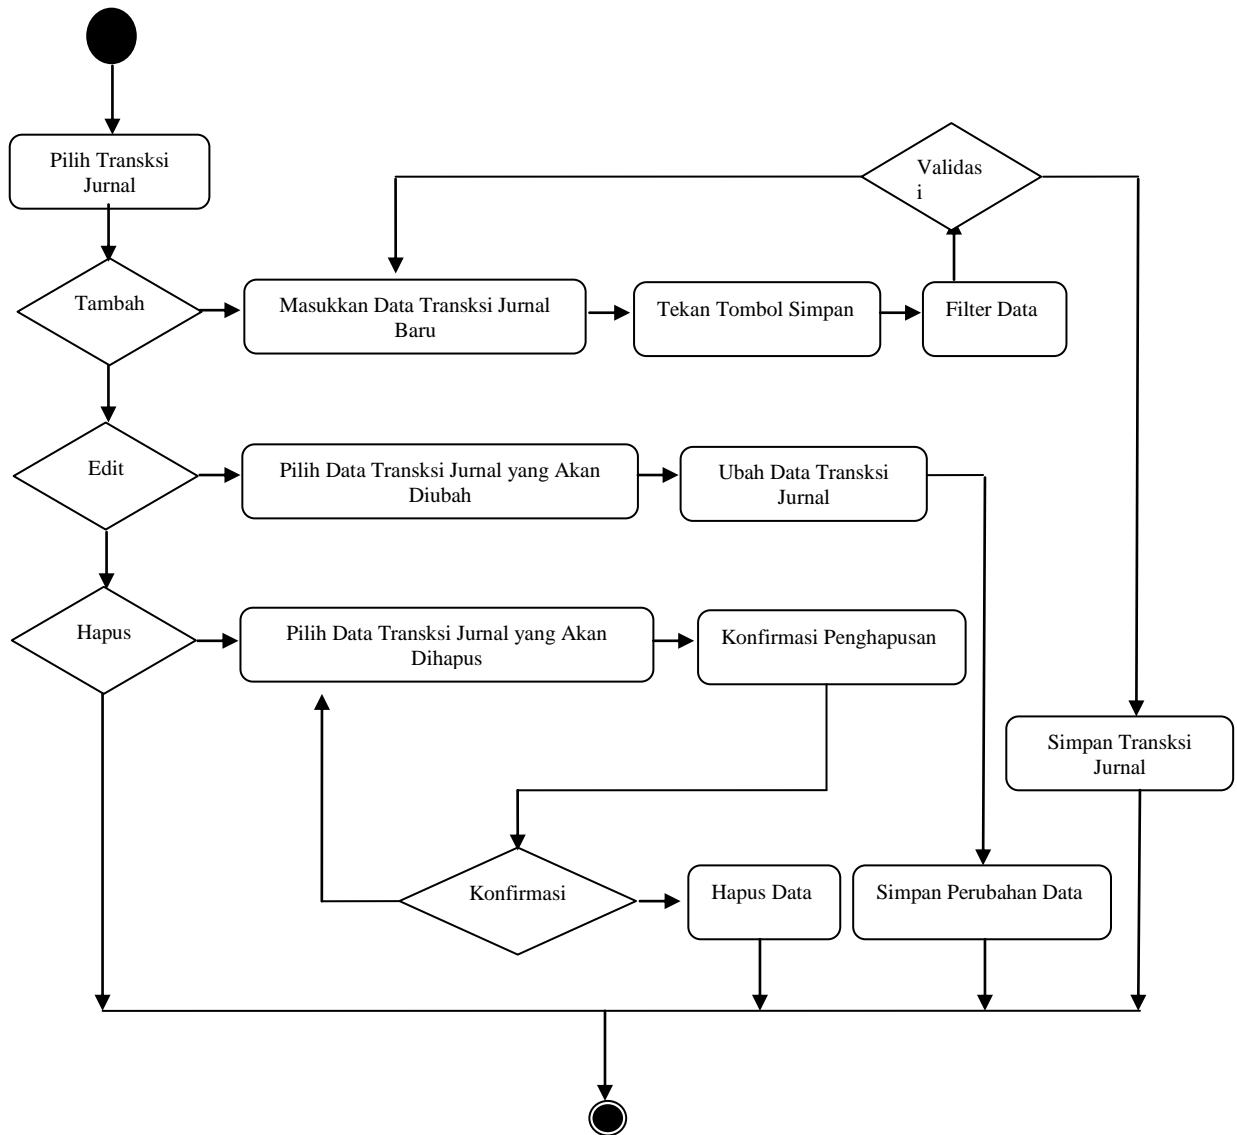 Pilih Transksi
Jurnal
Validas
i
Tambah
Masukkan Data Transksi Jurnal
Baru
Tekan Tombol Simpan
Filter Data
Edit
Pilih Data Transksi Jurnal yang Akan
Diubah
Ubah Data Transksi
Jurnal
Hapus
Pilih Data Transksi Jurnal yang Akan
Dihapus
Konfirmasi Penghapusan
Simpan Transksi
Jurnal
Konfirmasi
Hapus Data
Simpan Perubahan Data